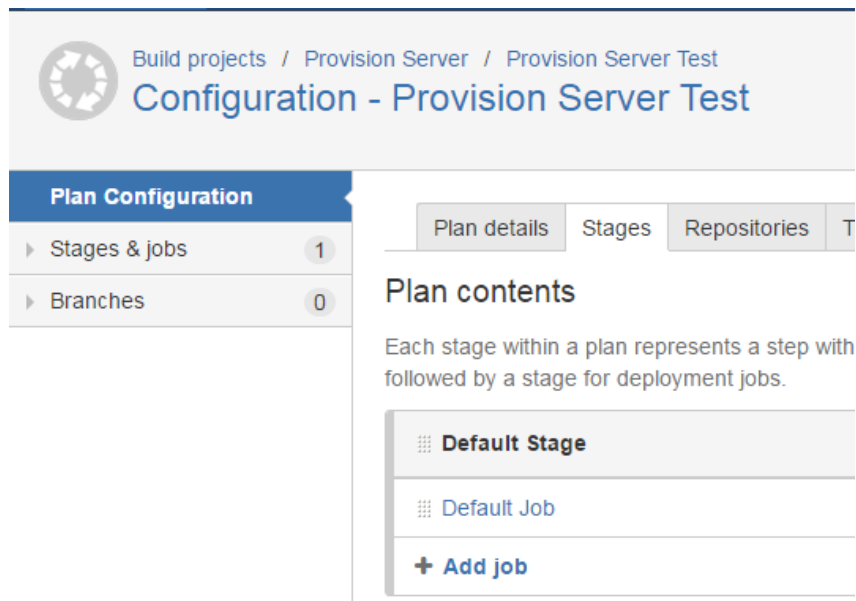 Build projects / Provision Server / Provision Server Test
Configuration - Provision Server Test
Plan Configuration
Stages & jobs 1
Branches 0
Plan details Stages Repositories T
Plan contents
Each stage within a plan represents a step with
followed by a stage for deployment jobs.
Default Stage
Default Job
Add job